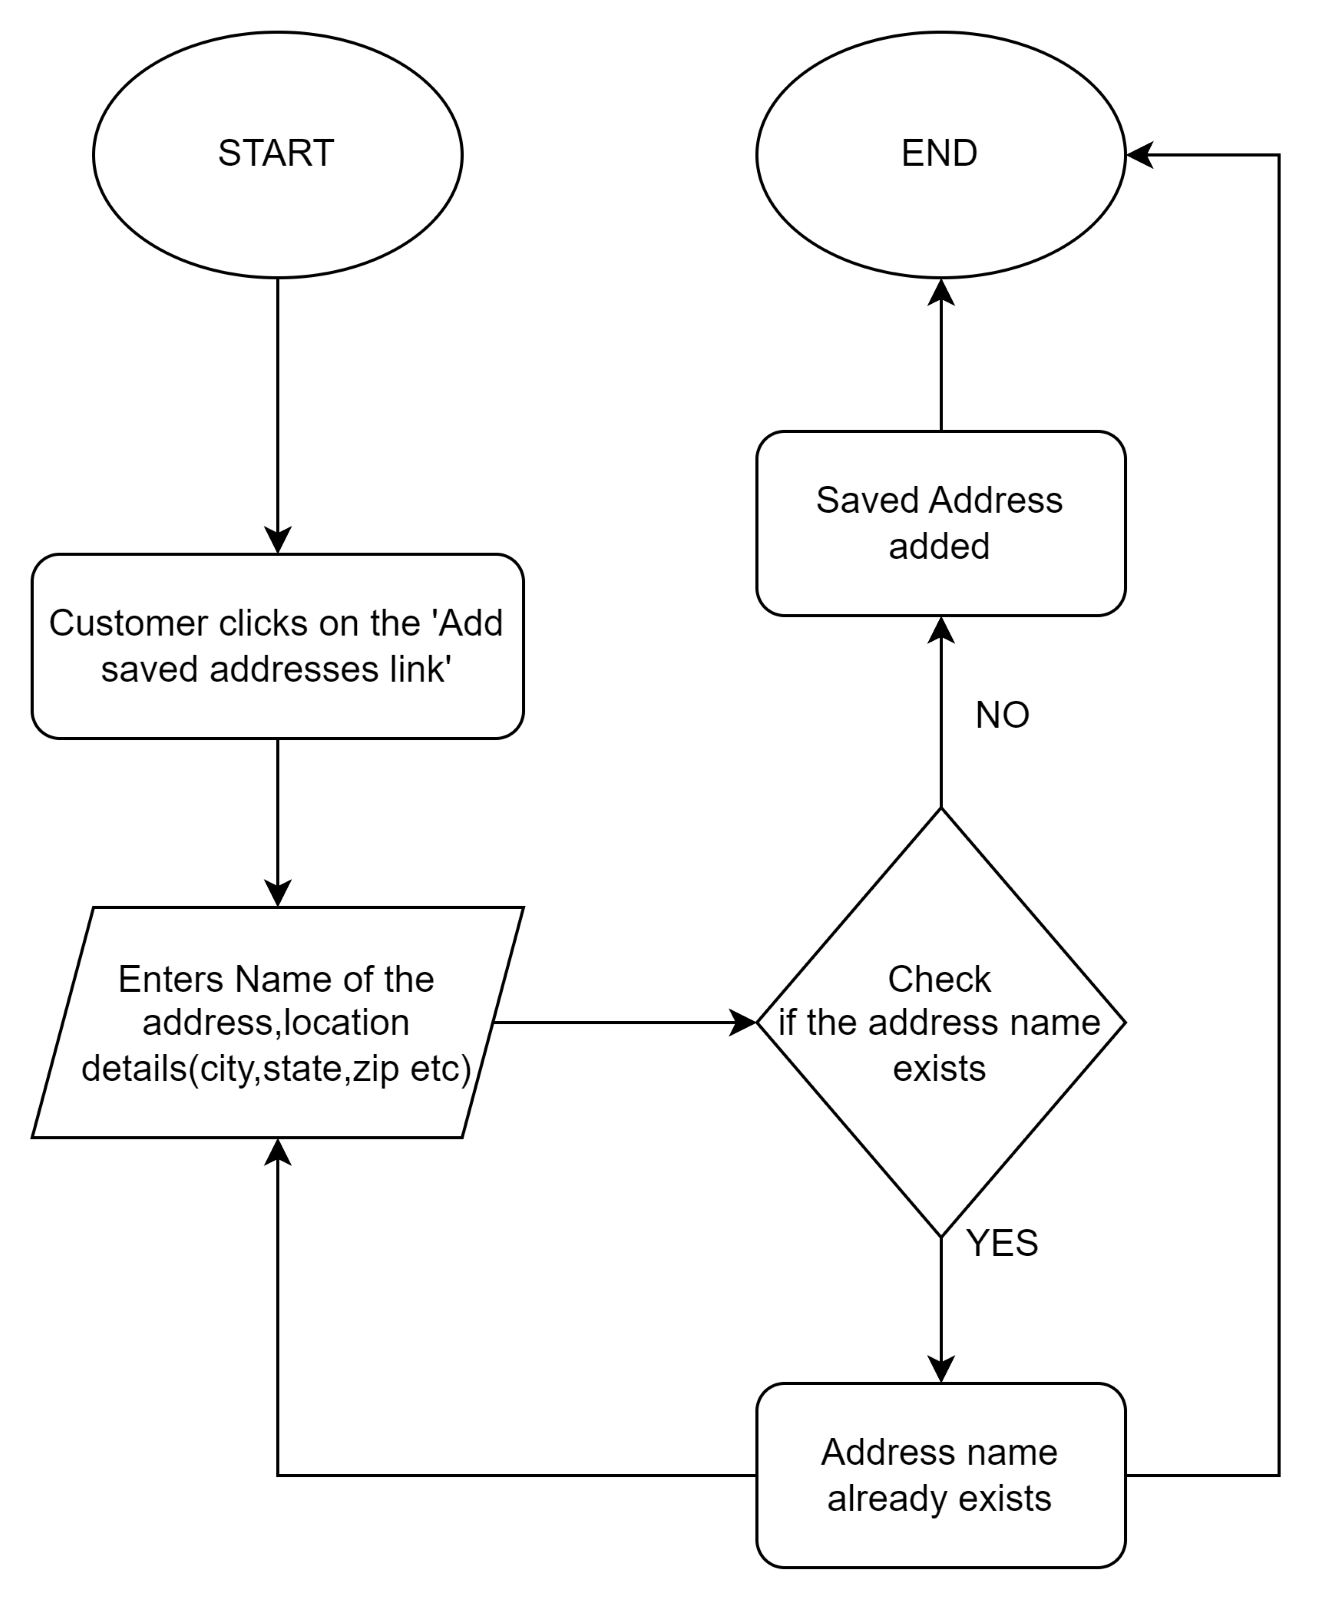 START
END
Saved Address
added
Customer clicks on the 'Add
saved addresses link'
NO
Enters Name of the
address,location
details(city,state,zip etc)
Check
if the address name
exists
YES
Address name
already exists